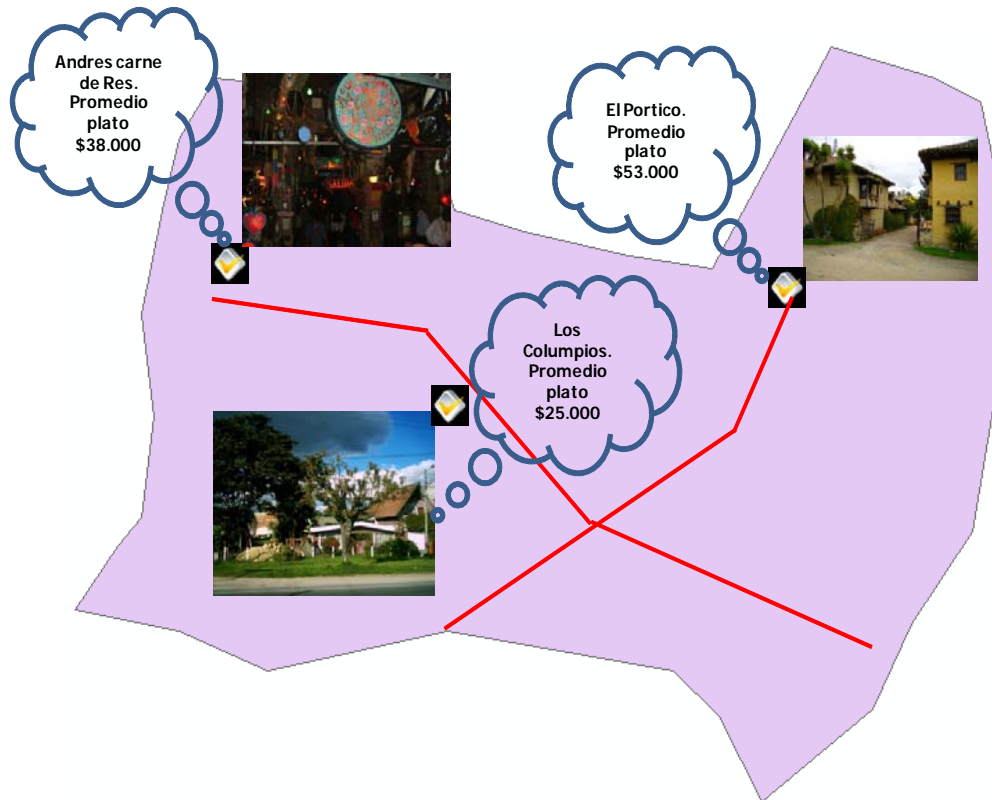 Andres carne
de Res.
Promedio
plato
$38.000
El Portico.
Promedio
plato
$53.000
Los
Columpios.
Promedio
plato
$25.000